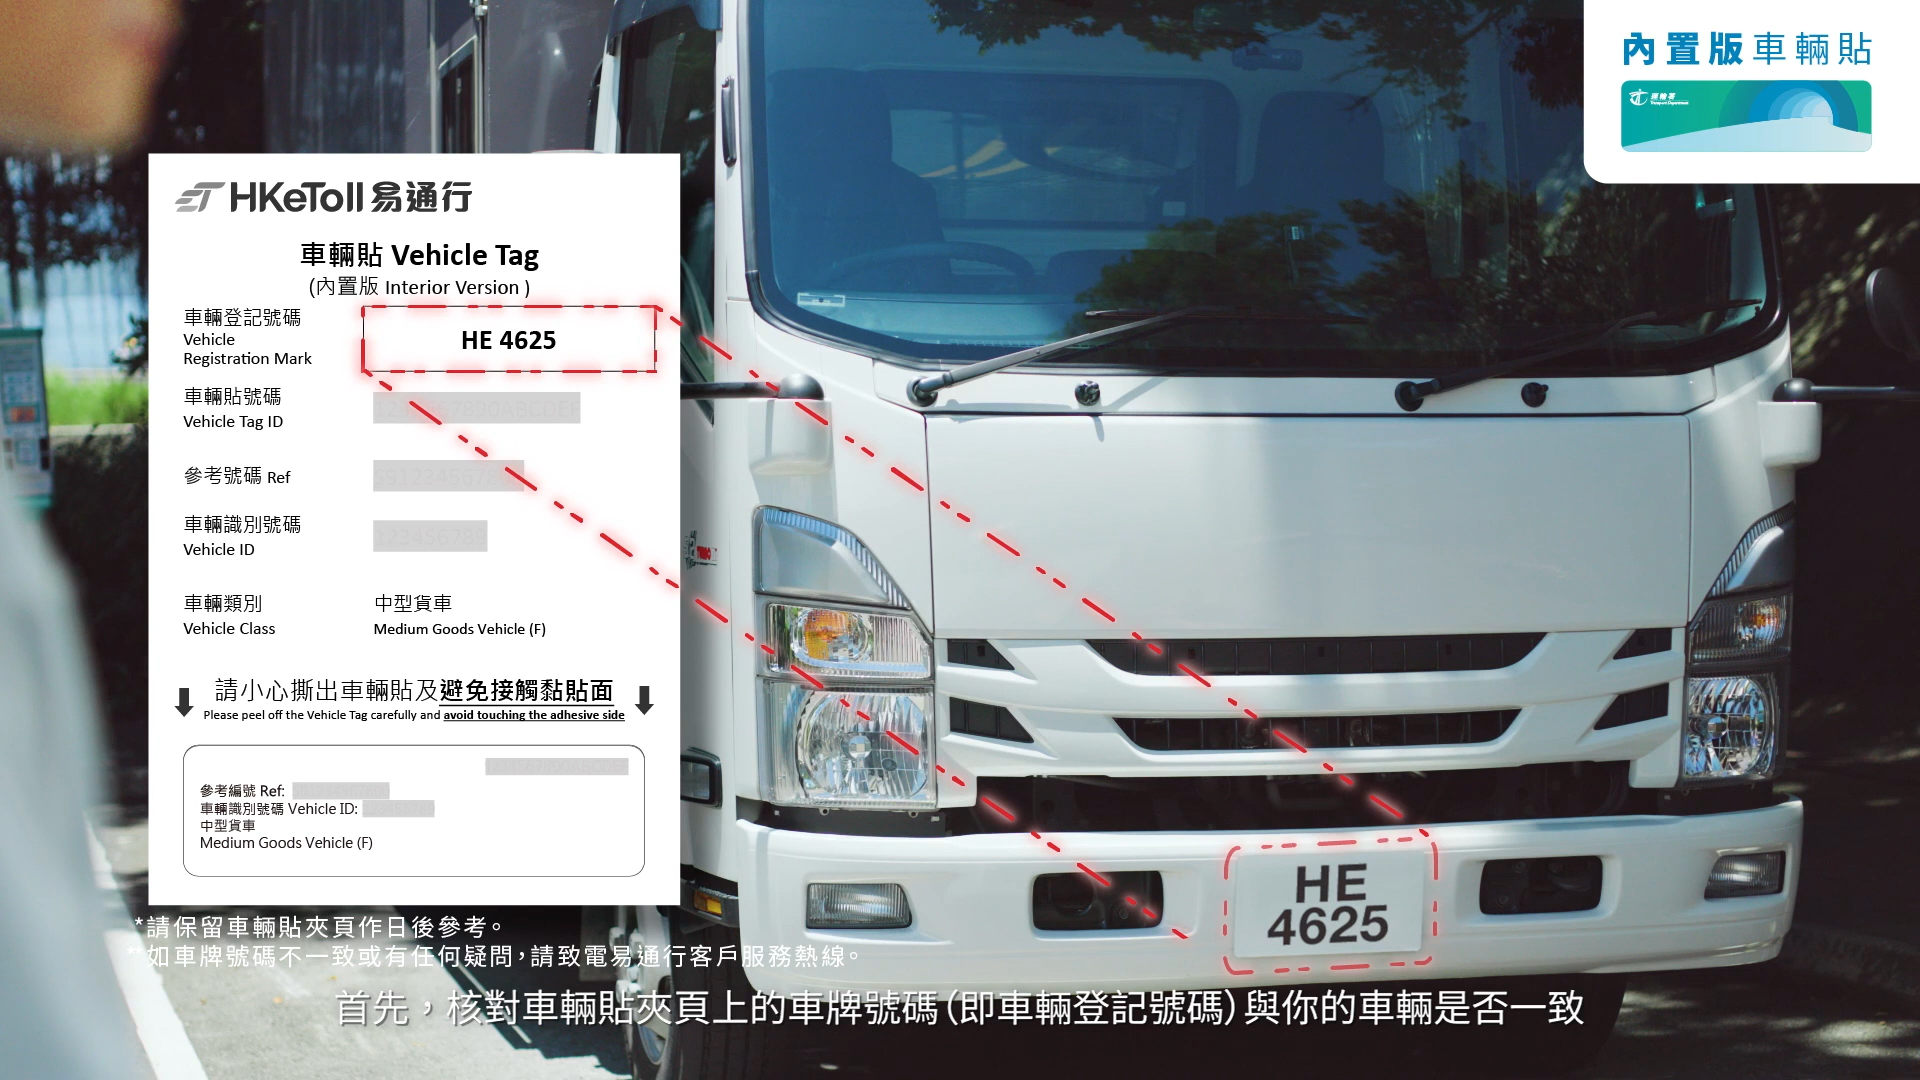 內置版車輛貼
運輸署
Transport Department
HKeToll 易通行
車輛貼 Vehicle Tag
(內置版 Interior Version )
車輛登記號碼
Vehicle
Registration Mark
HE 4625
車輛貼號碼
Vehicle Tag ID
參考號碼 Ref
車輛識別號碼
Vehicle ID
車輛類別
Vehicle Class
中型貨車
Medium Goods Vehicle (F)
請小心撕出車輛貼及避免接觸黏貼面
Please peel off the Vehicle Tag carefully and avoid touching the adhesive side
參考編號 Ref:
車輛識別號碼 Vehicle ID:
中型貨車
Medium Goods Vehicle (F)
HE
4625
*請保留車輛貼夾頁作日後參考。
**如車牌號碼不一致或有任何疑問，請致電易通行客戶服務熱線。
首先，核對車輛貼夾頁上的車牌號碼（即車輛登記號碼）與你的車輛是否一致